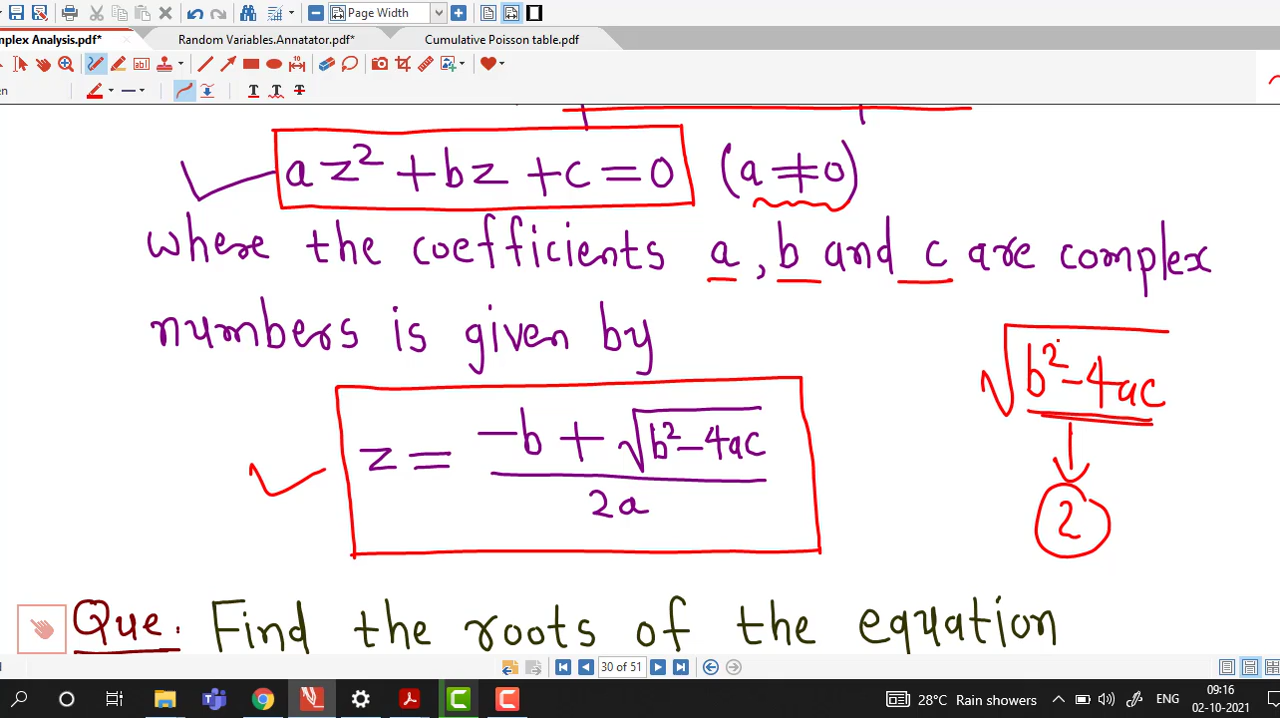 Page Width
mplex Analysis.pdf*
Random Variables.Annatator.pdf*
Cumulative Poisson table.pdf
az² + bz + c = 0 (a ≠ 0)
where the coefficients a, b and c are complex
numbers is given by
√b² - 4ac
z = -b + √b² - 4ac
2a
2
Que. Find the roots of the equation
30 of 51
28°C Rain showers
ENG
09:16
02-10-2021